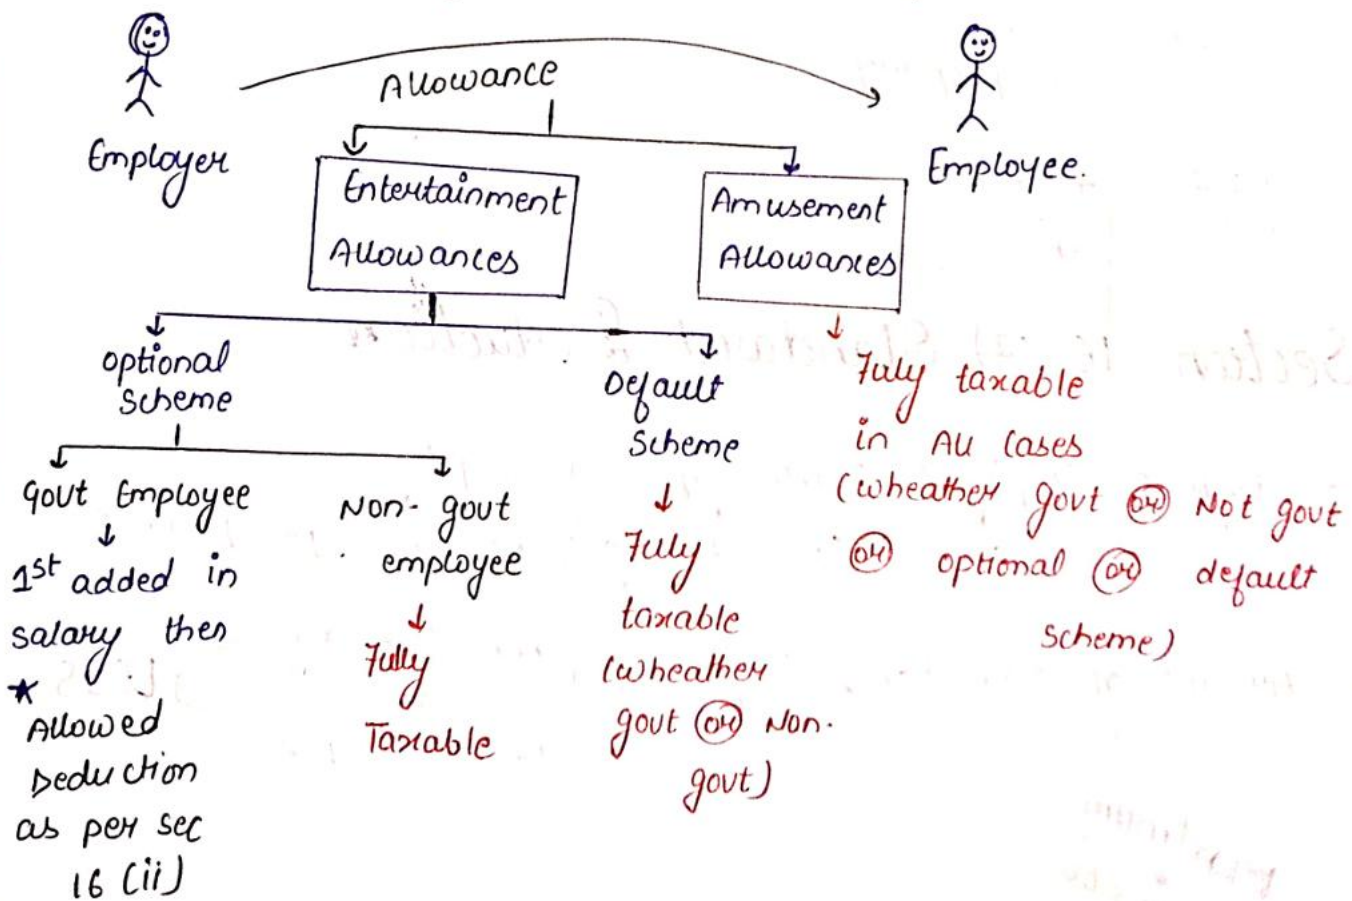 Allowance
Employer
Employee.
Entertainment
Allowances
Amusement
Allowances
optional
Scheme
Govt Employee
↓
1st added in
salary then
★
Allowed
Deduction
as per sec
16 (ii)
Non- govt
employee
↓
Fully
Taxable
Default
Scheme
↓
Fully
taxable
(wheather
govt OR Non-
govt)
↓
Fully taxable
in All Cases
(wheather govt OR Not govt
OR optional OR default
scheme)